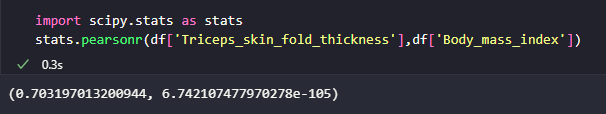 import scipy.stats as stats
stats.pearsonr(df['Triceps_skin_fold_thickness'],df['Body_mass_index'])
✓ 0.3s
(0.703197013200944, 6.742107477970278e-105)